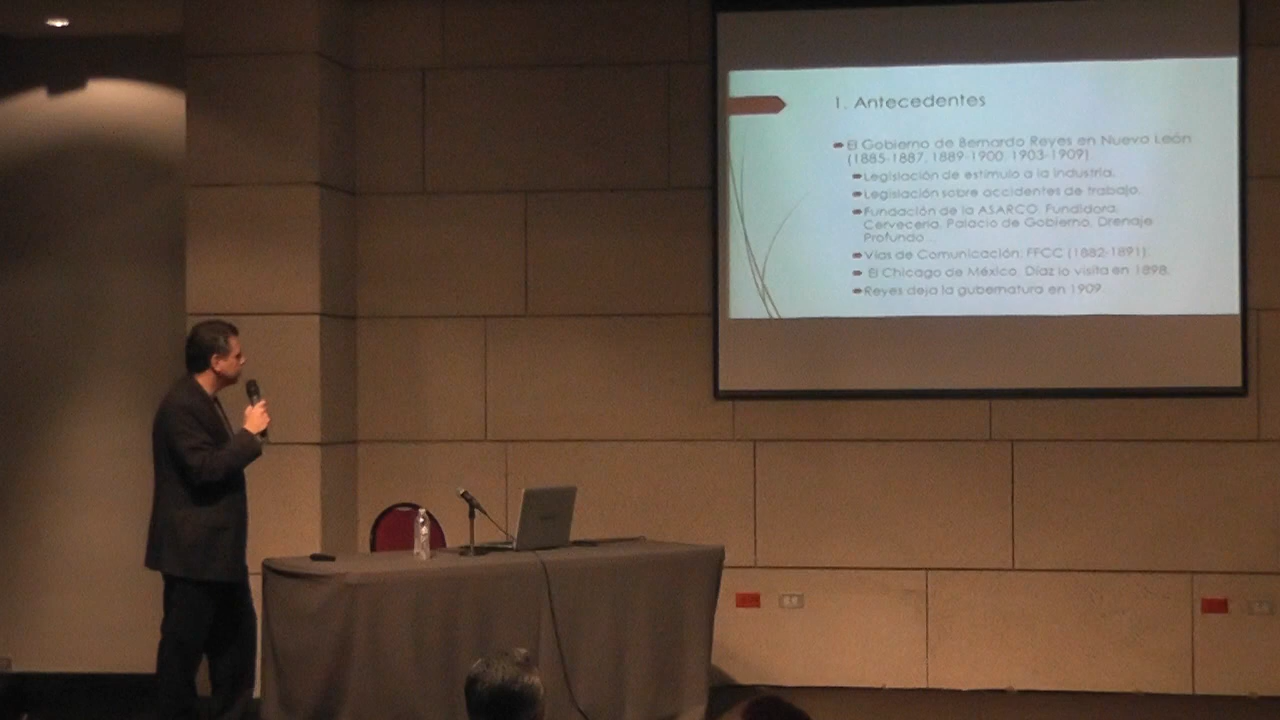 1. Antecedentes
El Gobierno de Bernardo Reyes en Nuevo León
(1885-1887, 1889-1900, 1903-1909)
Legislación de estímulo a la industria.
Legislación sobre accidentes de trabajo.
Fundación de la ASARCO, Fundidora,
Cervecería, Palacio de Gobierno, Drenaje
Profundo...
Vías de Comunicación, FFCC (1882-1891).
El Chicago de México, Díaz lo visita en 1898.
Reyes deja la gubernatura en 1909.